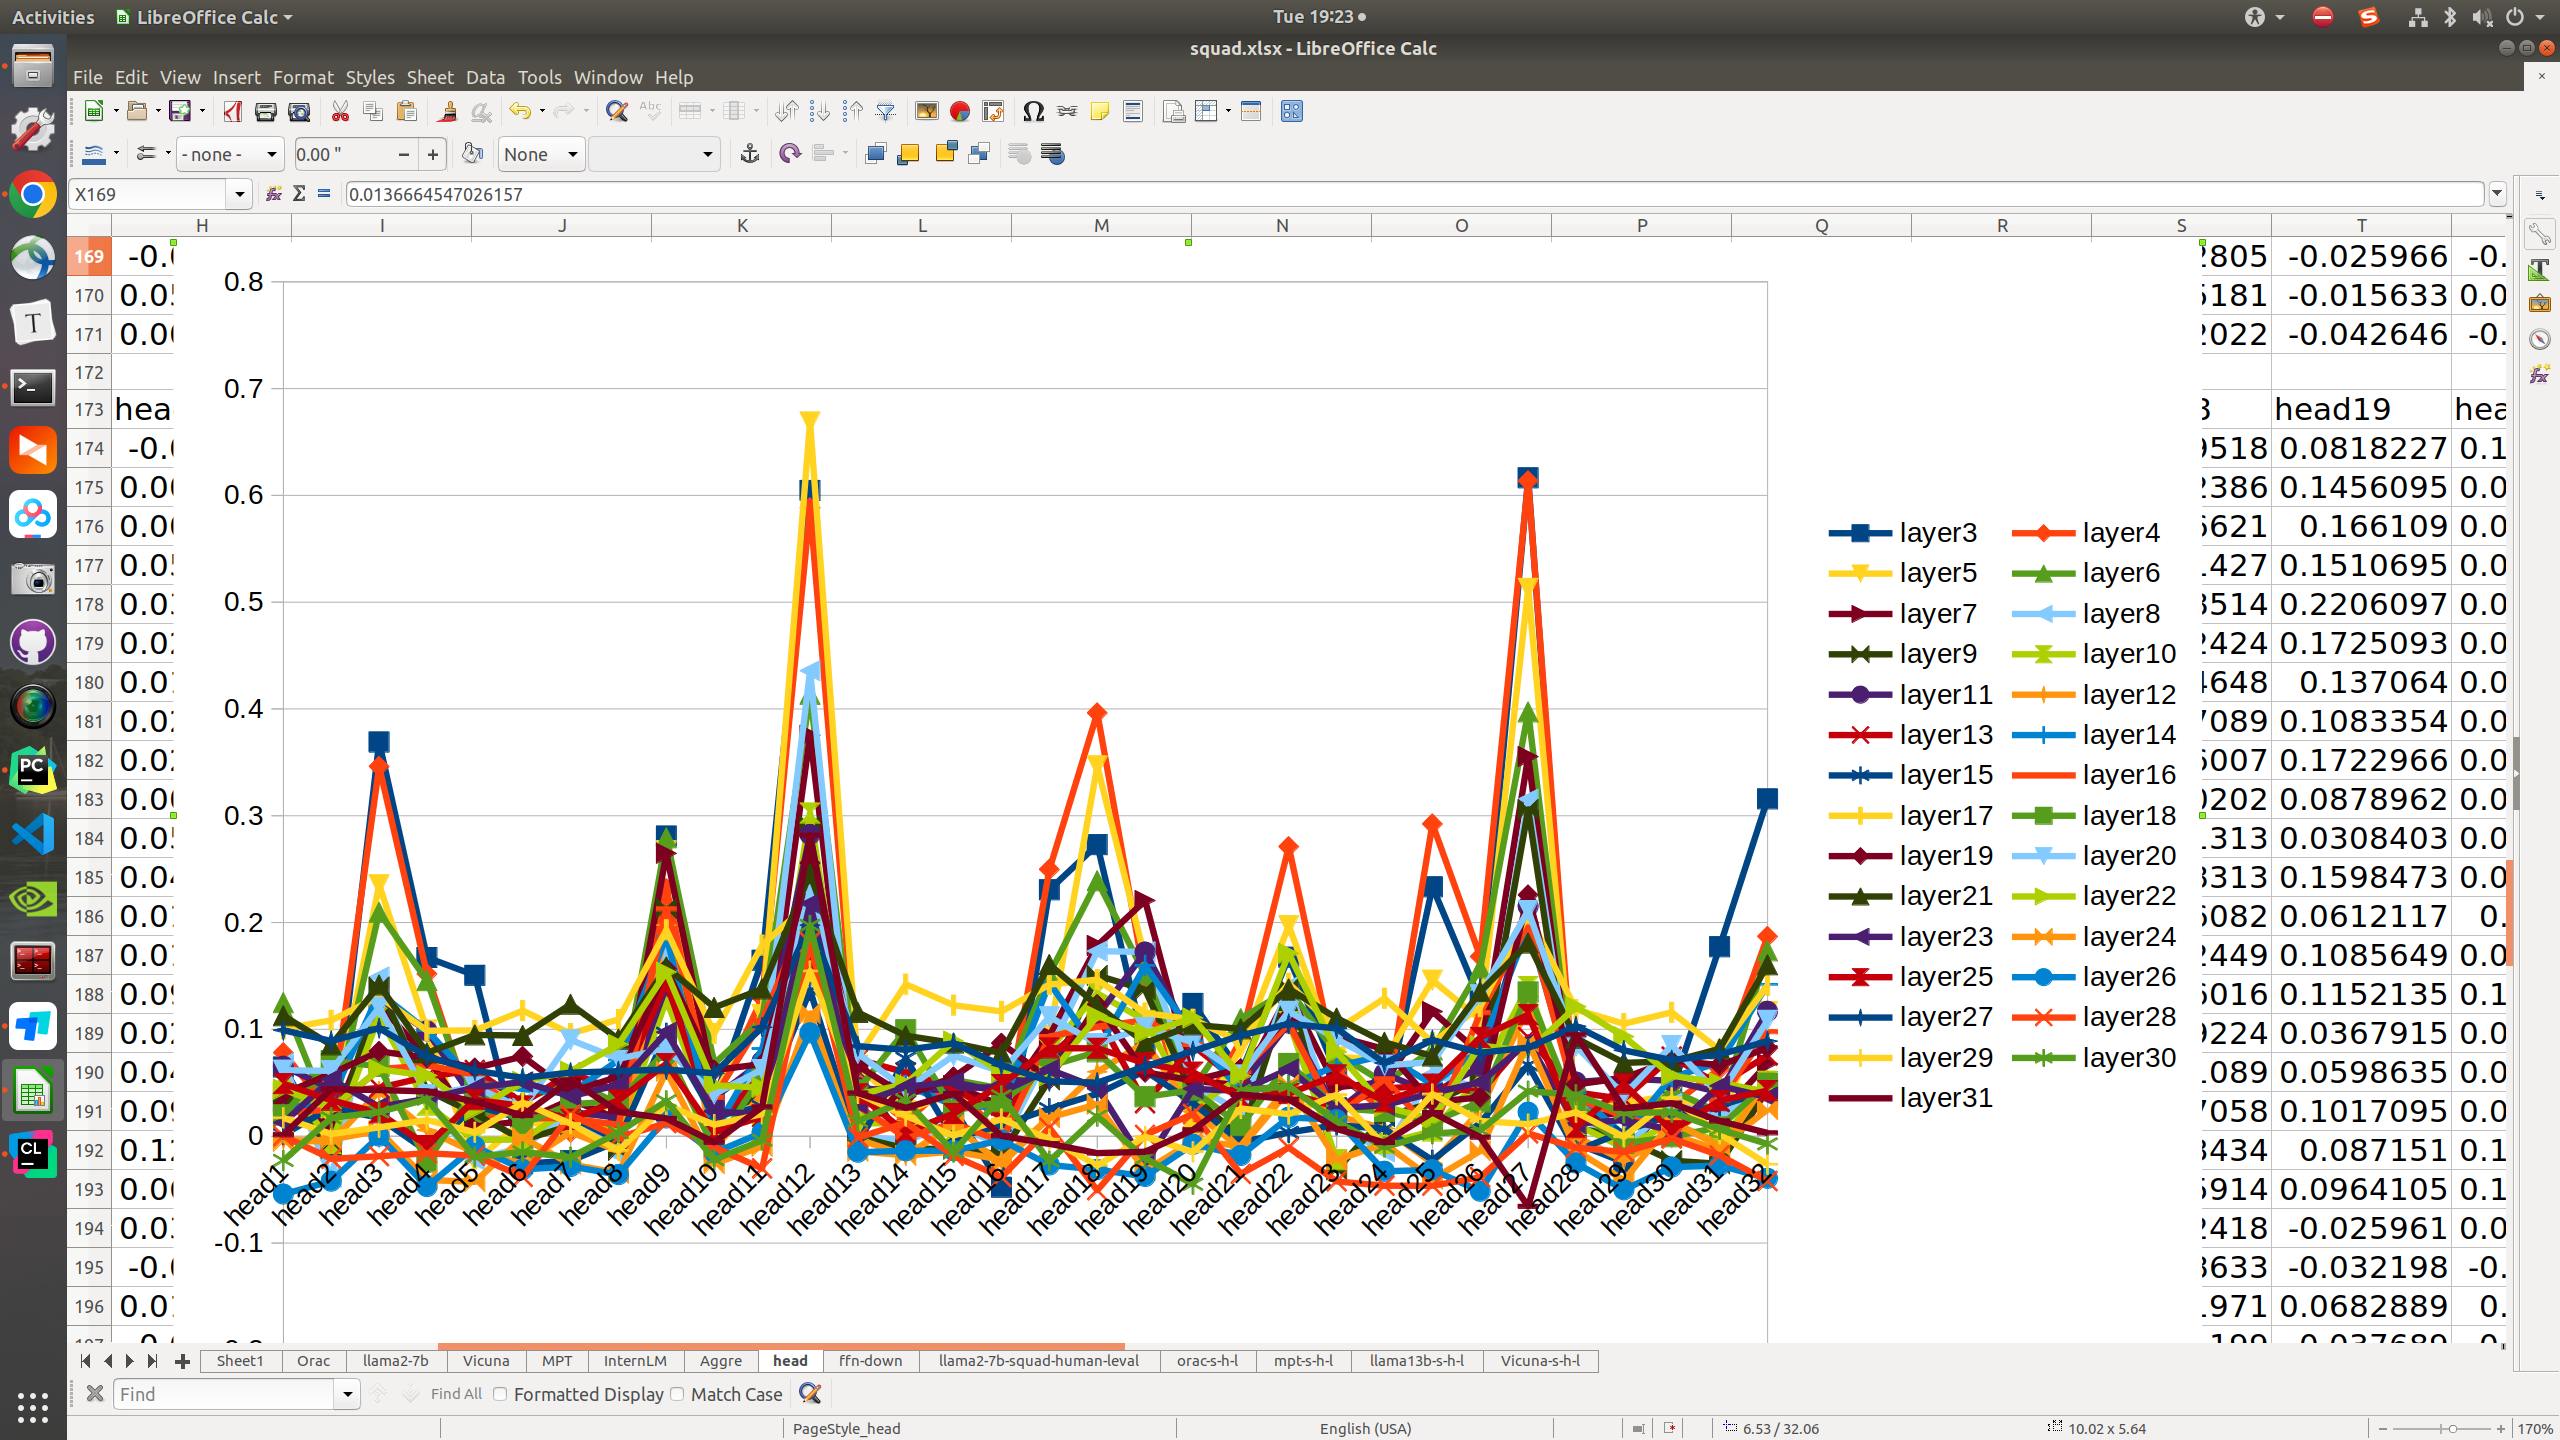 Activities LibreOffice Calc Tue 19:23
squad.xlsx - LibreOffice Calc
File Edit View Insert Format Styles Sheet Data Tools Window Help
- none - 0.00 " None
X169 0.0136664547026157
H I J K L M N O P Q R S T
169 170 171 172 173 174 175 176 177 178 179 180 181 182 183 184 185 186 187 188 189 190 191 192 193 194 195 196
0.8
0.7
0.6
0.5
0.4
0.3
0.2
0.1
0
-0.1
head1 head2 head3 head4 head5 head6 head7 head8 head9 head10 head11 head12 head13 head14 head15 head16 head17 head18 head19 head20 head21 head22 head23 head24 head25 head26 head27 head28 head29 head30 head31 head32
layer3 layer4
layer5 layer6
layer7 layer8
layer9 layer10
layer11 layer12
layer13 layer14
layer15 layer16
layer17 layer18
layer19 layer20
layer21 layer22
layer23 layer24
layer25 layer26
layer27 layer28
layer29 layer30
layer31
-0.025966
-0.015633
-0.042646
head19
0.0818227
0.1456095
0.166109
0.1510695
0.2206097
0.1725093
0.137064
0.1083354
0.1722966
0.0878962
0.0308403
0.1598473
0.0612117
0.1085649
0.1152135
0.0367915
0.0598635
0.1017095
0.087151
0.0964105
-0.025961
-0.032198
0.0682889
Sheet1 Orac llama2-7b Vicuna MPT InternLM Aggre head ffn-down llama2-7b-squad-human-leval orac-s-h-l mpt-s-h-l llama13b-s-h-l Vicuna-s-h-l
Find Find All Formatted Display Match Case
PageStyle_head English (USA) 6.53 / 32.06 10.02 x 5.64 170%